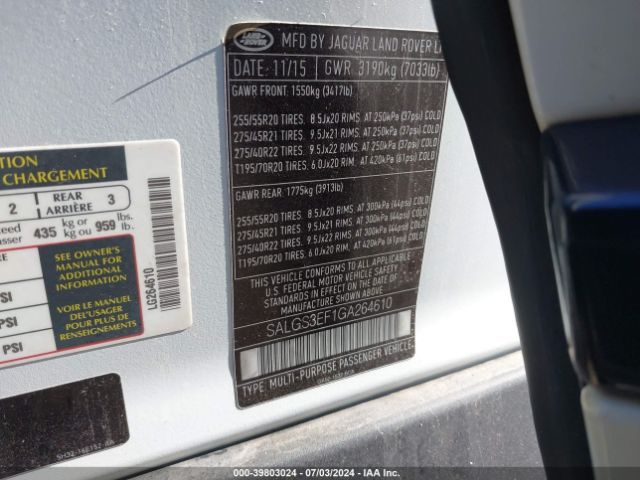 TION
CHARGEMENT
2 REAR ARRIÈRE 3
435 kg or kg ou 959 lbs. lb.
SEE OWNER'S
MANUAL FOR
ADDITIONAL
INFORMATION
VOIR LE MANUEL
DE L'USAGER
POUR PLUS DE
RENSEIGNEMENTS
PSI
PSI
PSI
LG264610
LAND ROVER
MFD BY JAGUAR LAND ROVER
DATE: 11/15 GWR: 3190kg (7033lb)
GAWR FRONT: 1550kg (3417lb)
255/55R20 TIRES. 8.5Jx20 RIMS. AT 250kPa (37psi) COLD
275/45R21 TIRES. 9.5Jx21 RIMS. AT 250kPa (37psi) COLD
275/40R22 TIRES. 9.5Jx22 RIMS. AT 250kPa (37psi) COLD
T195/70R20 TIRES. 6.0Jx20 RIM. AT 420kPa (61psi) COLD
GAWR REAR: 1775kg (3913lb)
255/55R20 TIRES. 8.5Jx20 RIMS. AT 300kPa (44psi) COLD
275/45R21 TIRES. 9.5Jx21 RIMS. AT 300kPa (44psi) COLD
275/40R22 TIRES. 9.5Jx22 RIMS. AT 300kPa (44psi) COLD
T195/70R20 TIRES. 6.0Jx20 RIM. AT 420kPa (61psi) COLD
THIS VEHICLE CONFORMS TO ALL APPLICABLE
U.S. FEDERAL MOTOR VEHICLE SAFETY
STANDARDS IN EFFECT ON THE DATE OF
MANUFACTURE SHOWN ABOVE.
SALGS3EF1GA264610
TYPE: MULTI-PURPOSE PASSENGER VEHICLE
000-39803024 - 07/03/2024 - IAAI.COM